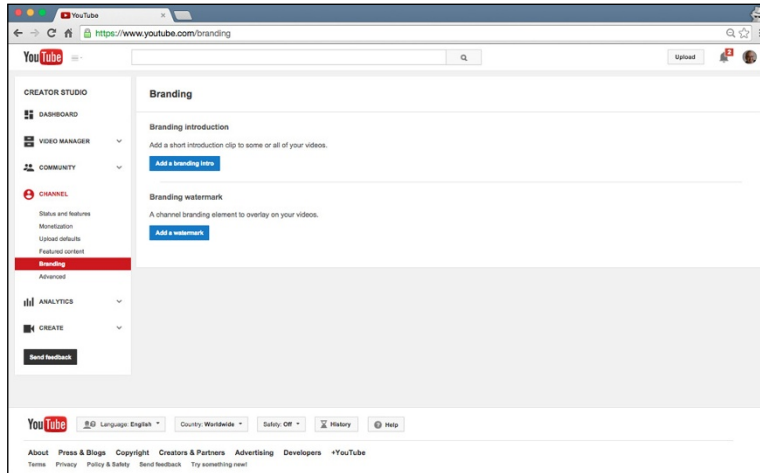 YouTube
https://www.youtube.com/branding
YouTube
Upload
2
CREATOR STUDIO
DASHBOARD
VIDEO MANAGER
COMMUNITY
CHANNEL
Status and features
Monetization
Upload defaults
Featured content
Branding
Advanced
ANALYTICS
CREATE
Send feedback
Branding
Branding introduction
Add a short introduction clip to some or all of your videos.
Add a branding intro
Branding watermark
A channel branding element to overlay on your videos.
Add a watermark
YouTube Language: English Country: Worldwide Safety: Off History Help
About Press & Blogs Copyright Creators & Partners Advertising Developers +YouTube
Terms Privacy Policy & Safety Send feedback Try something new!